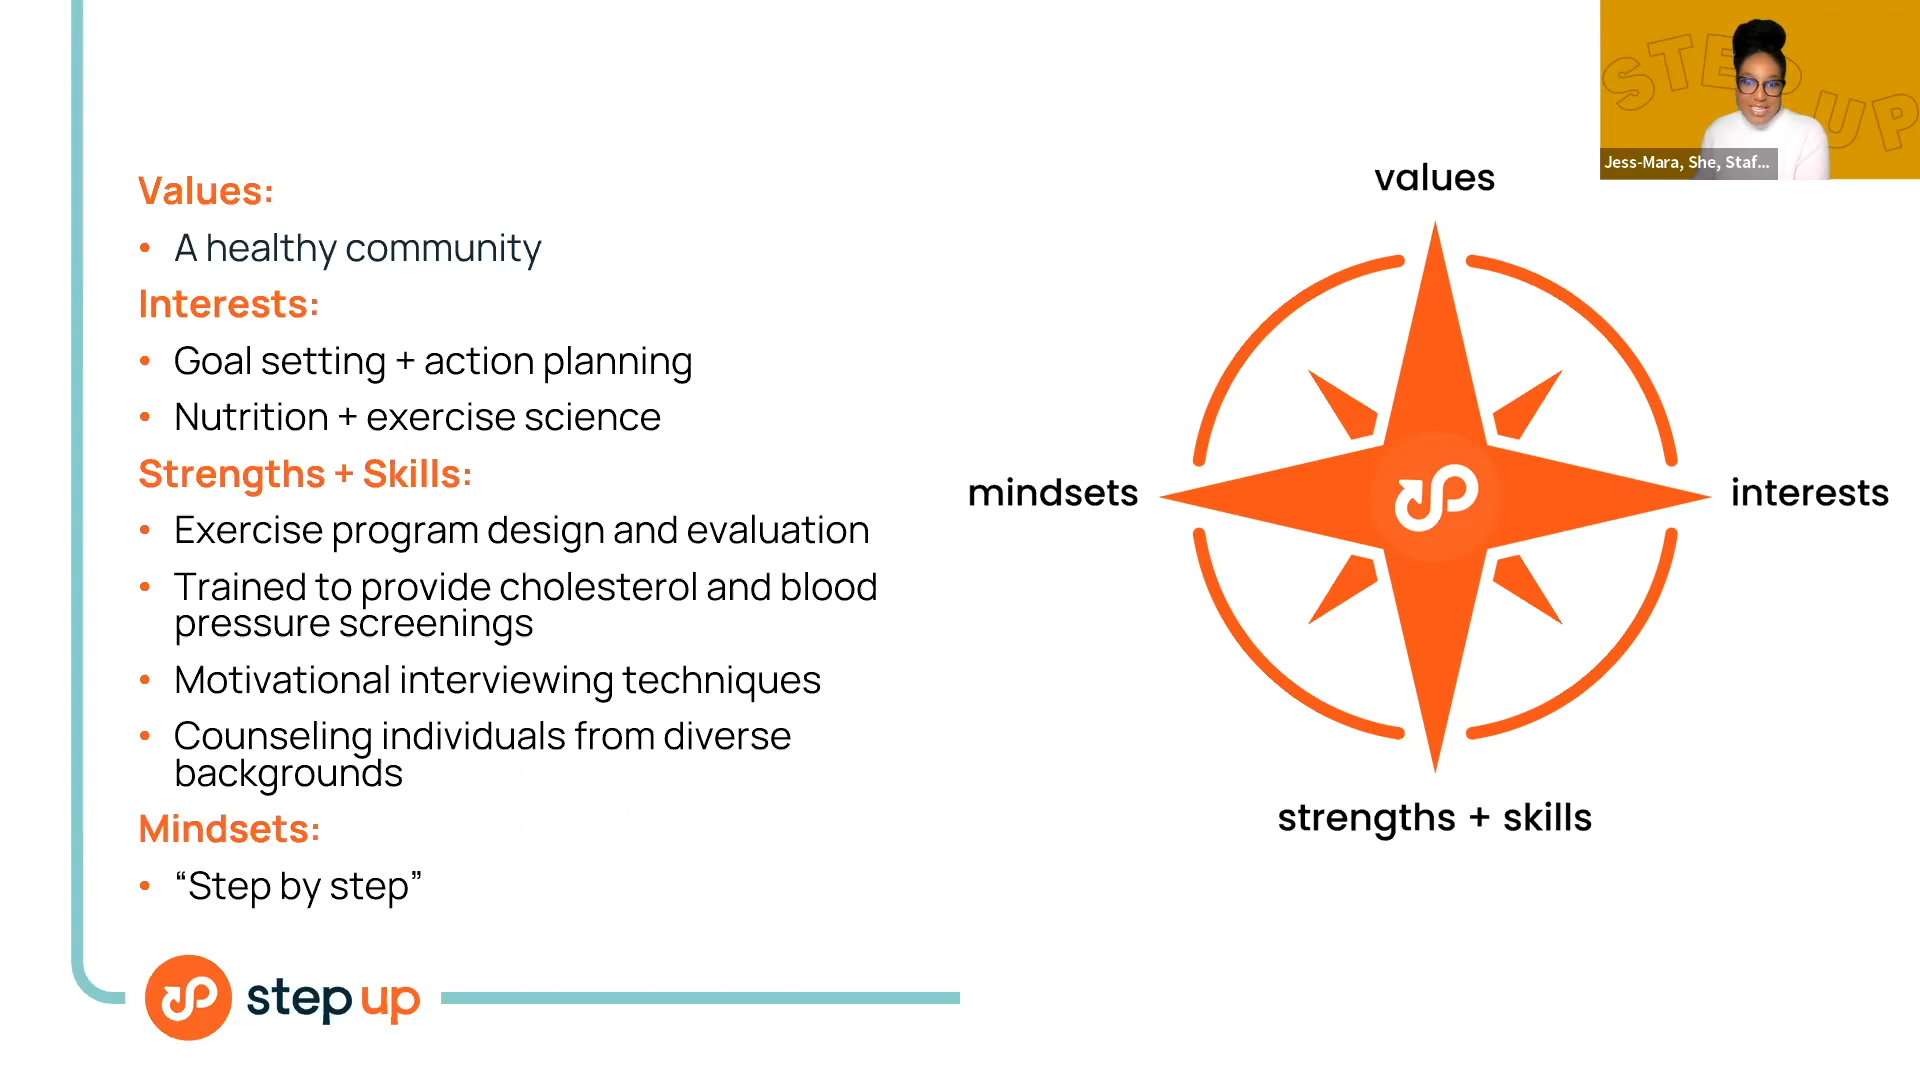 Values:
• A healthy community
Interests:
• Goal setting + action planning
• Nutrition + exercise science
Strengths + Skills:
• Exercise program design and evaluation
• Trained to provide cholesterol and blood
pressure screenings
• Motivational interviewing techniques
• Counseling individuals from diverse
backgrounds
Mindsets:
• “Step by step”
step up
values
mindsets
interests
strengths + skills
STEP UP
Jess-Mara, She, Staf...